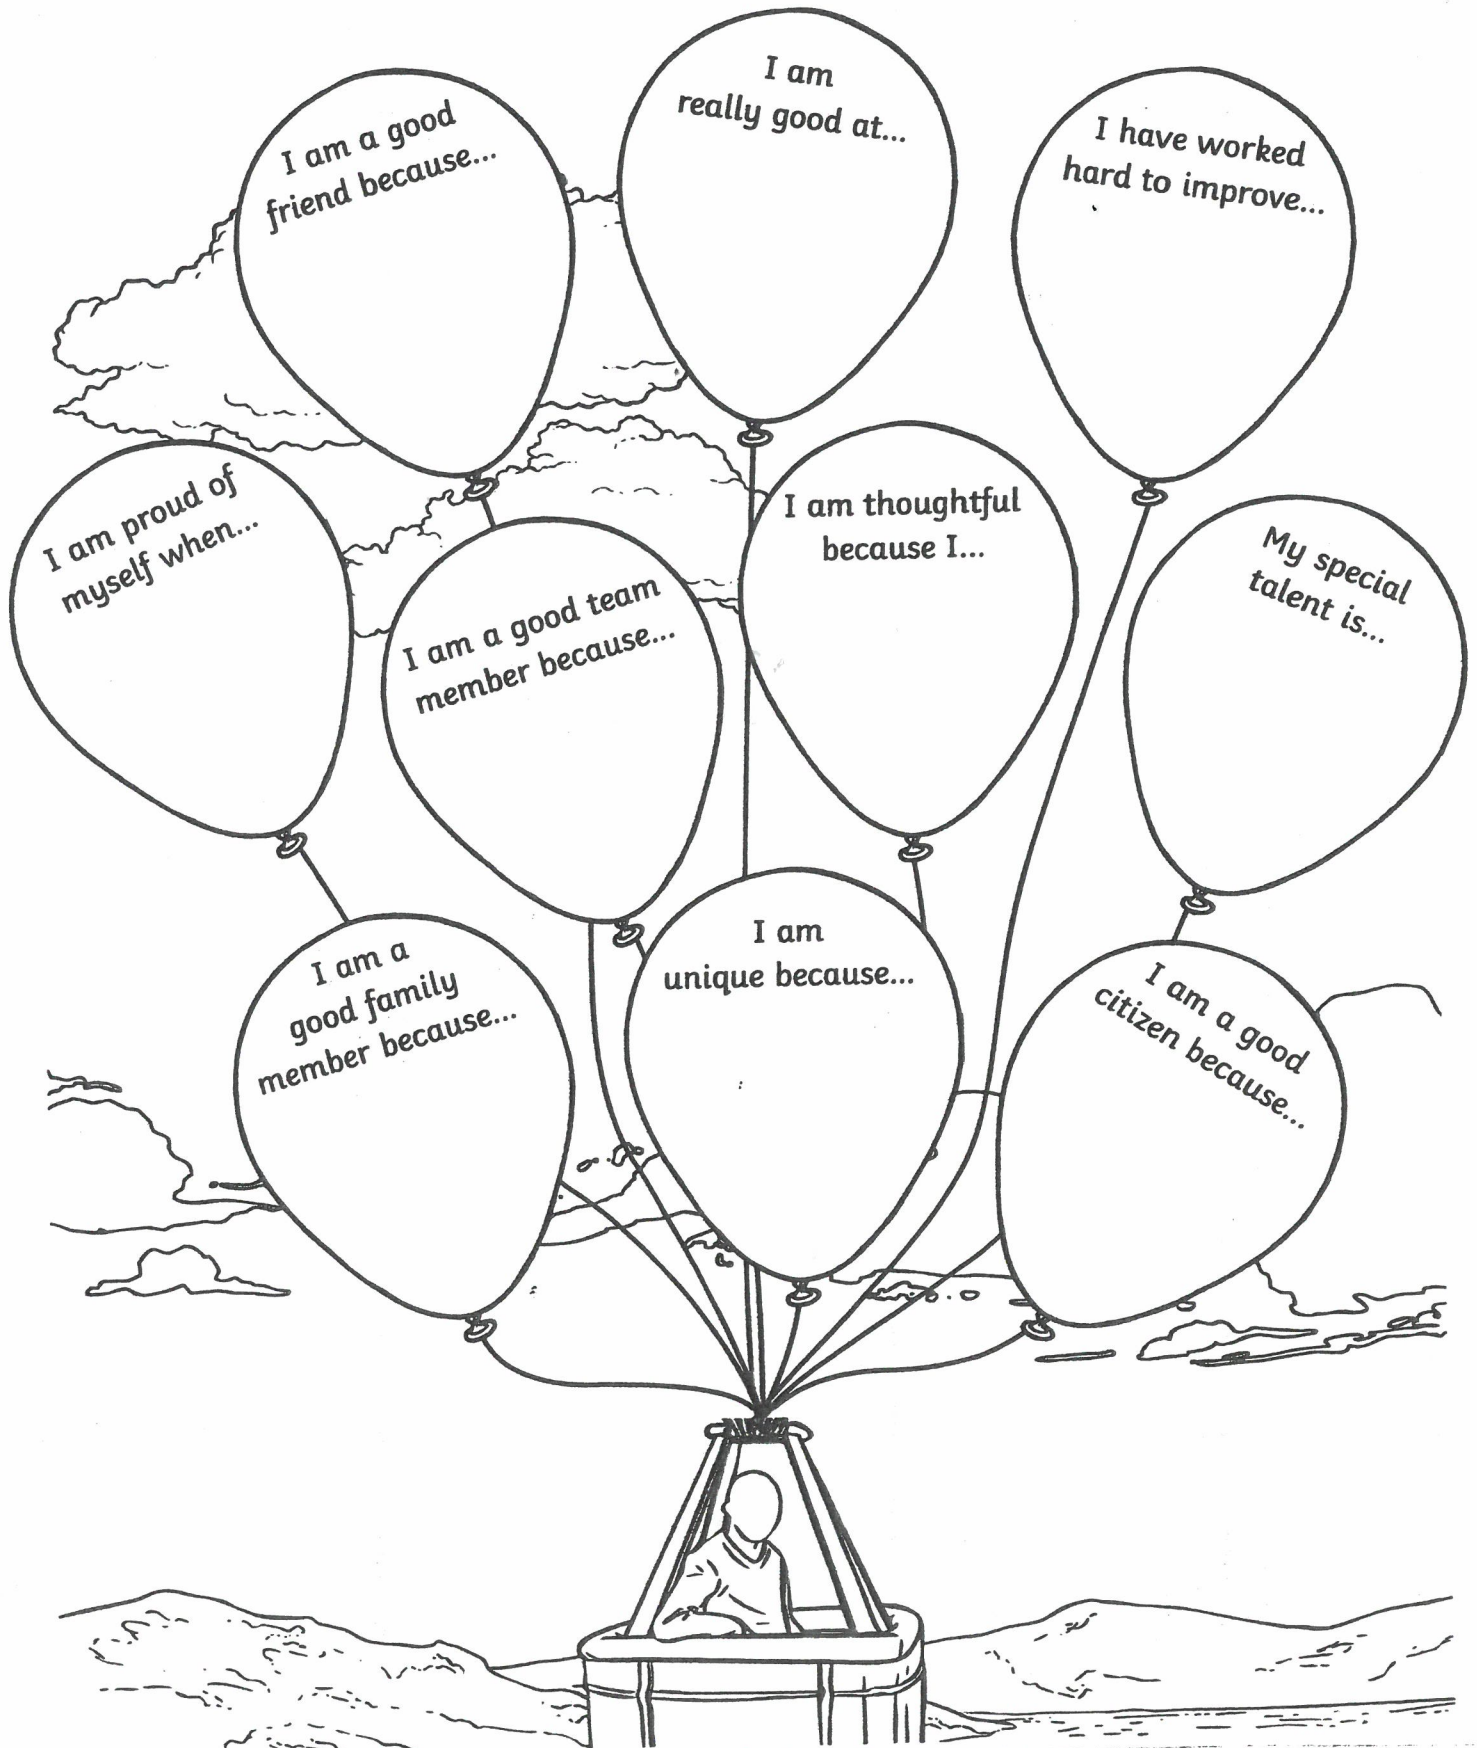 I am a good
friend because...
I am
really good at...
I have worked
hard to improve...
I am proud of
myself when...
I am a good team
member because...
I am thoughtful
because I...
My special
talent is...
I am a
good family
member because...
I am
unique because...
I am a good
citizen because...